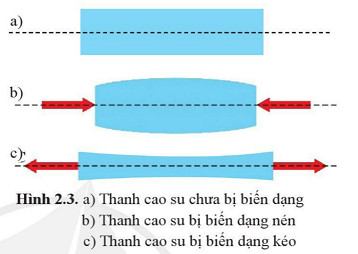 a)
b)
c)
Hình 2.3. a) Thanh cao su chưa bị biến dạng
b) Thanh cao su bị biến dạng nén
c) Thanh cao su bị biến dạng kéo